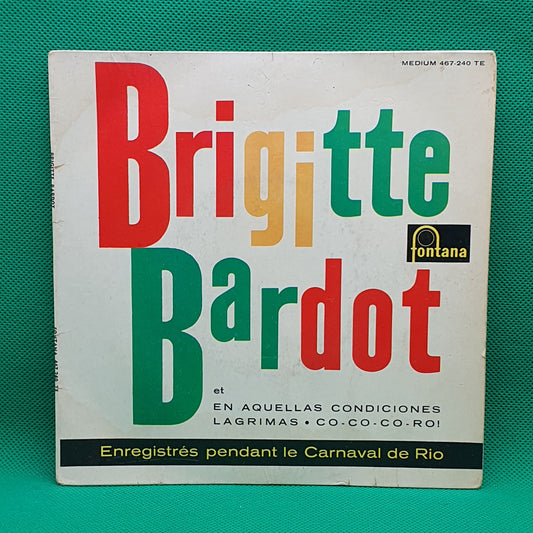 MEDIUM 467-240 TE
Brigitte
fontana
Bardot
et
EN AQUELLAS CONDICIONES
LAGRIMAS • CO-CO-CO-RO!
Enregistrés pendant le Carnaval de Rio